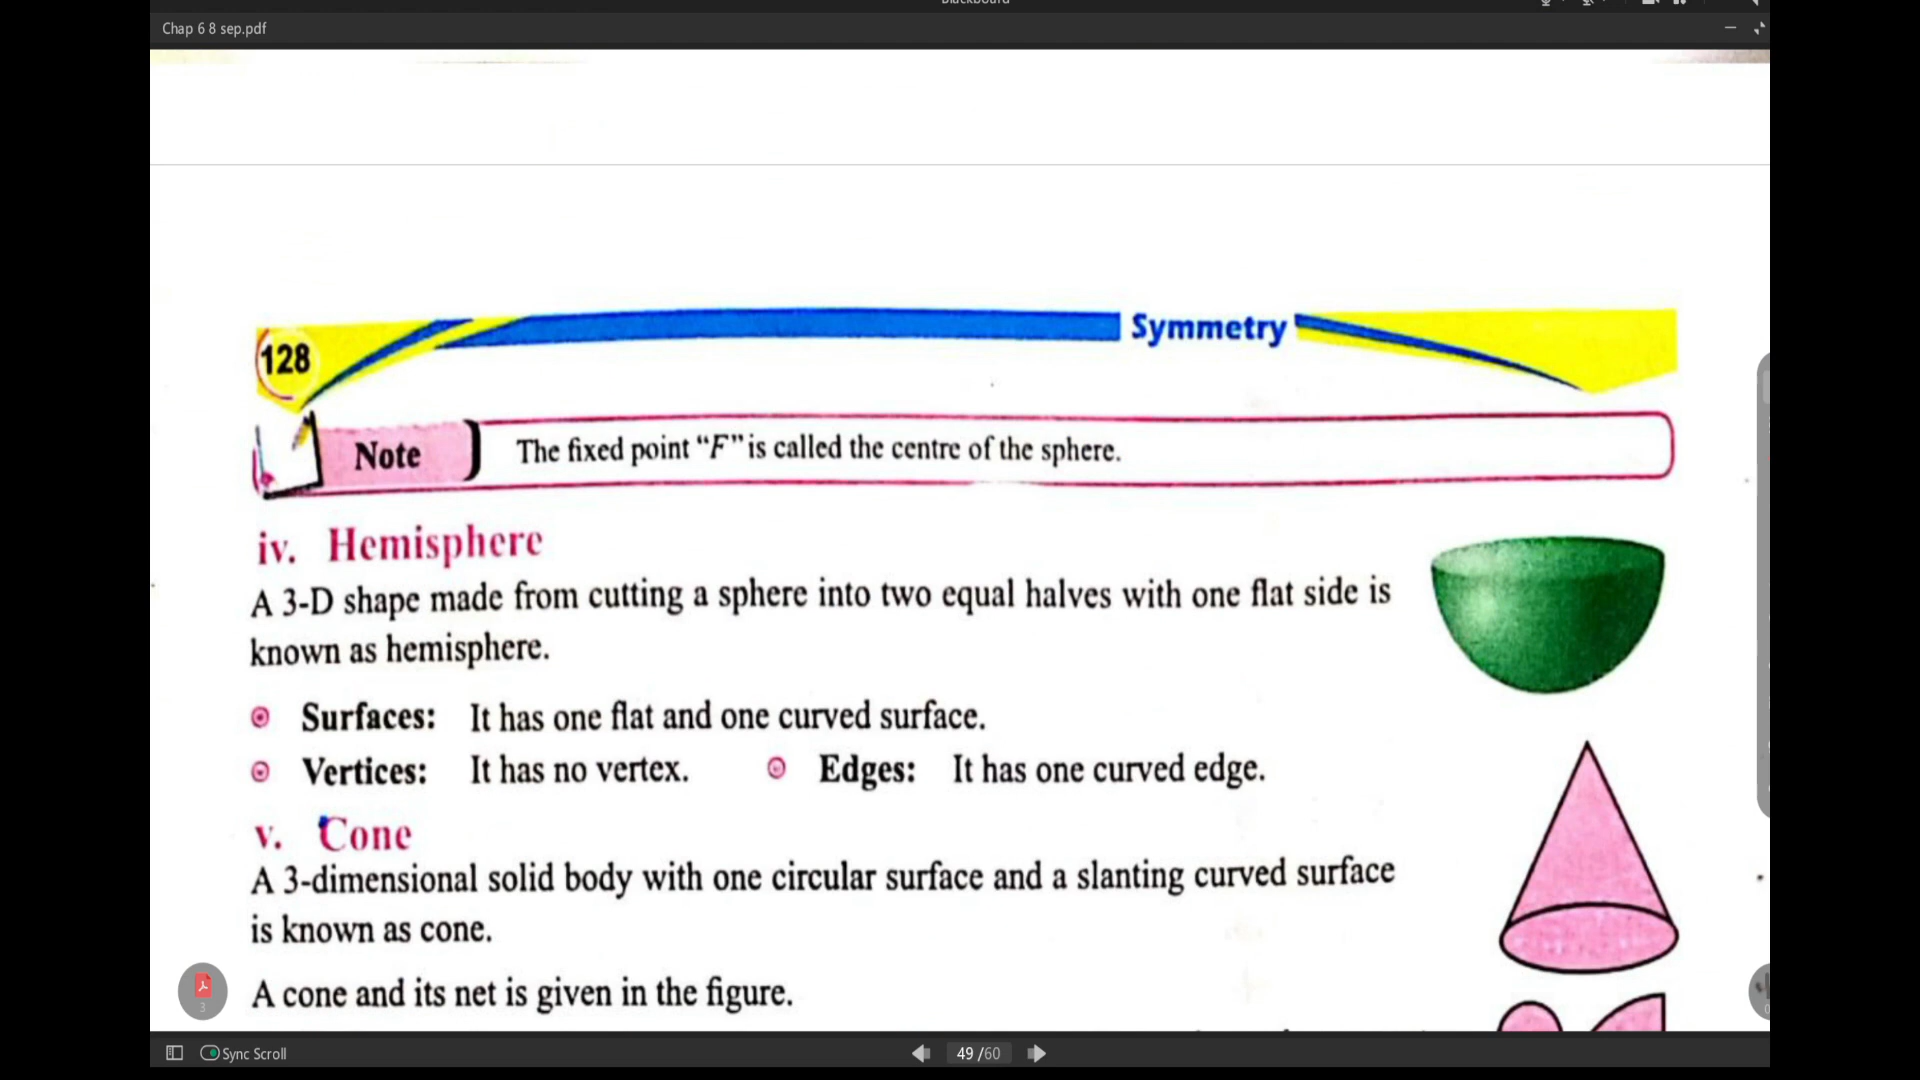 Blackboard
Chap 6 8 sep.pdf
128
Symmetry
Note
The fixed point “F” is called the centre of the sphere.
iv. Hemisphere
A 3-D shape made from cutting a sphere into two equal halves with one flat side is
known as hemisphere.
Surfaces: It has one flat and one curved surface.
Vertices: It has no vertex. Edges: It has one curved edge.
v. Cone
A 3-dimensional solid body with one circular surface and a slanting curved surface
is known as cone.
A cone and its net is given in the figure.
3
Sync Scroll
49 /60